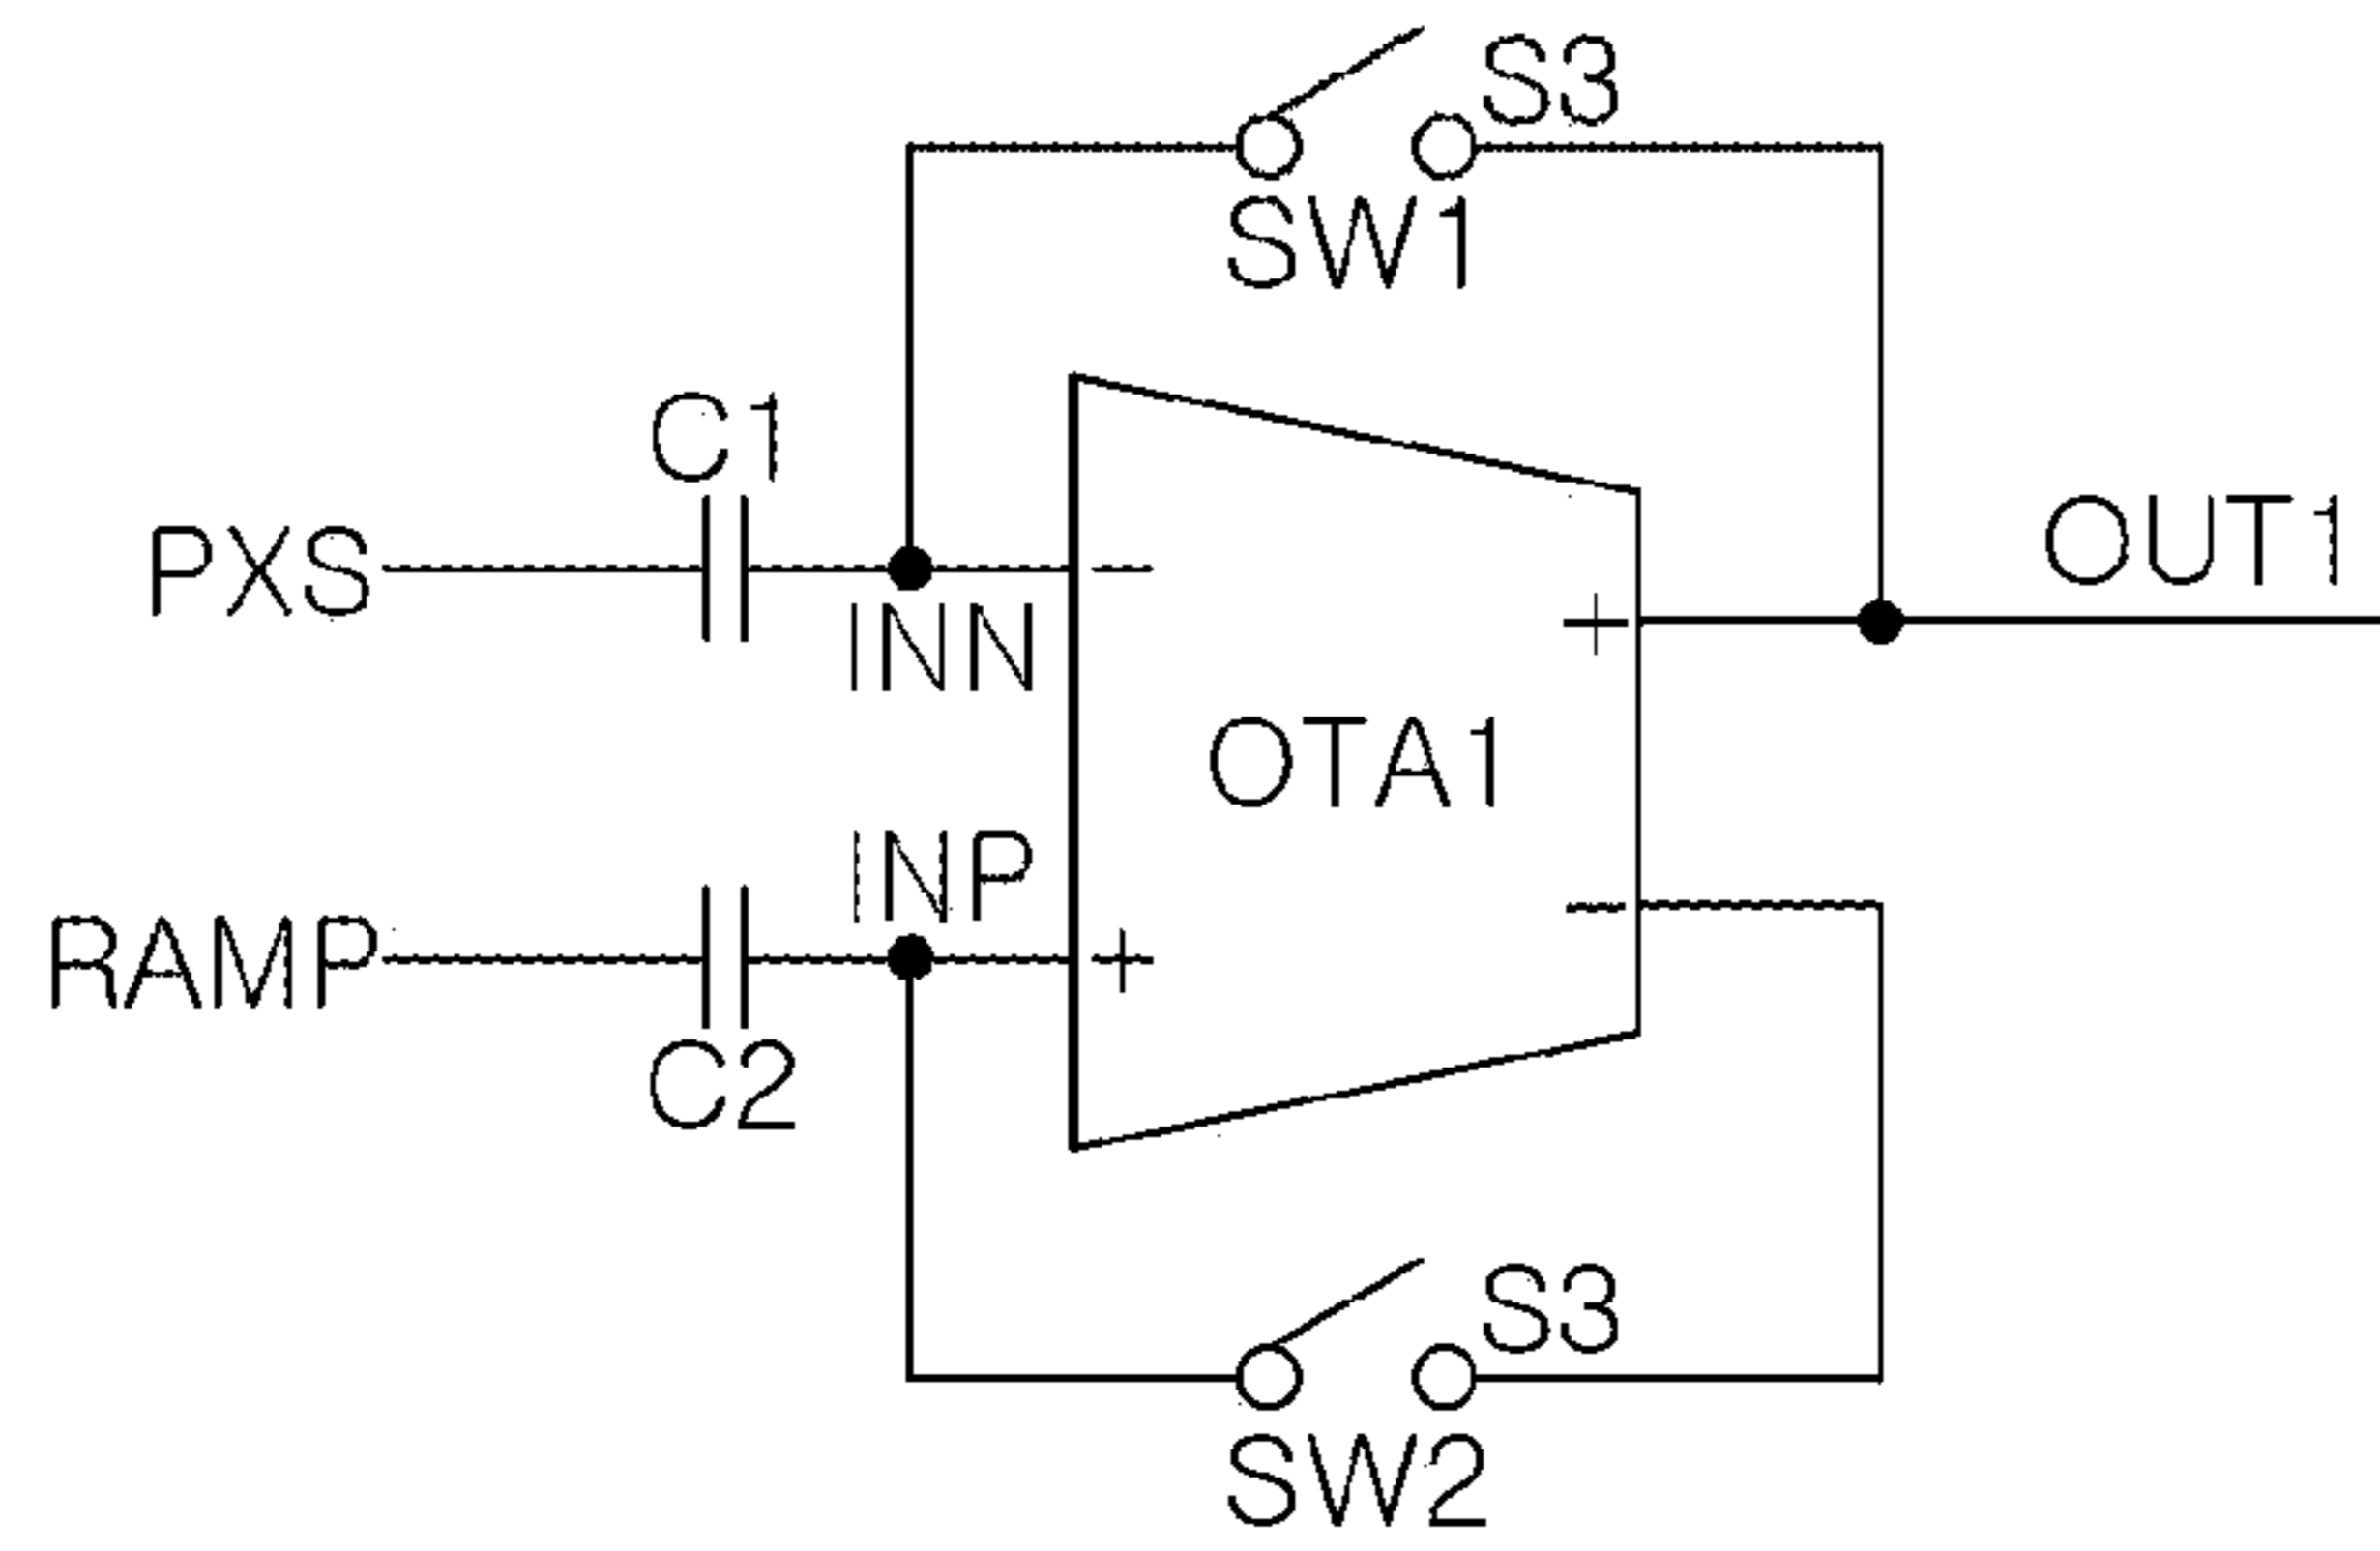 S3
SW1
C1
PXS
INN
−
+
OUT1
OTA1
INP
RAMP
+
−
C2
S3
SW2